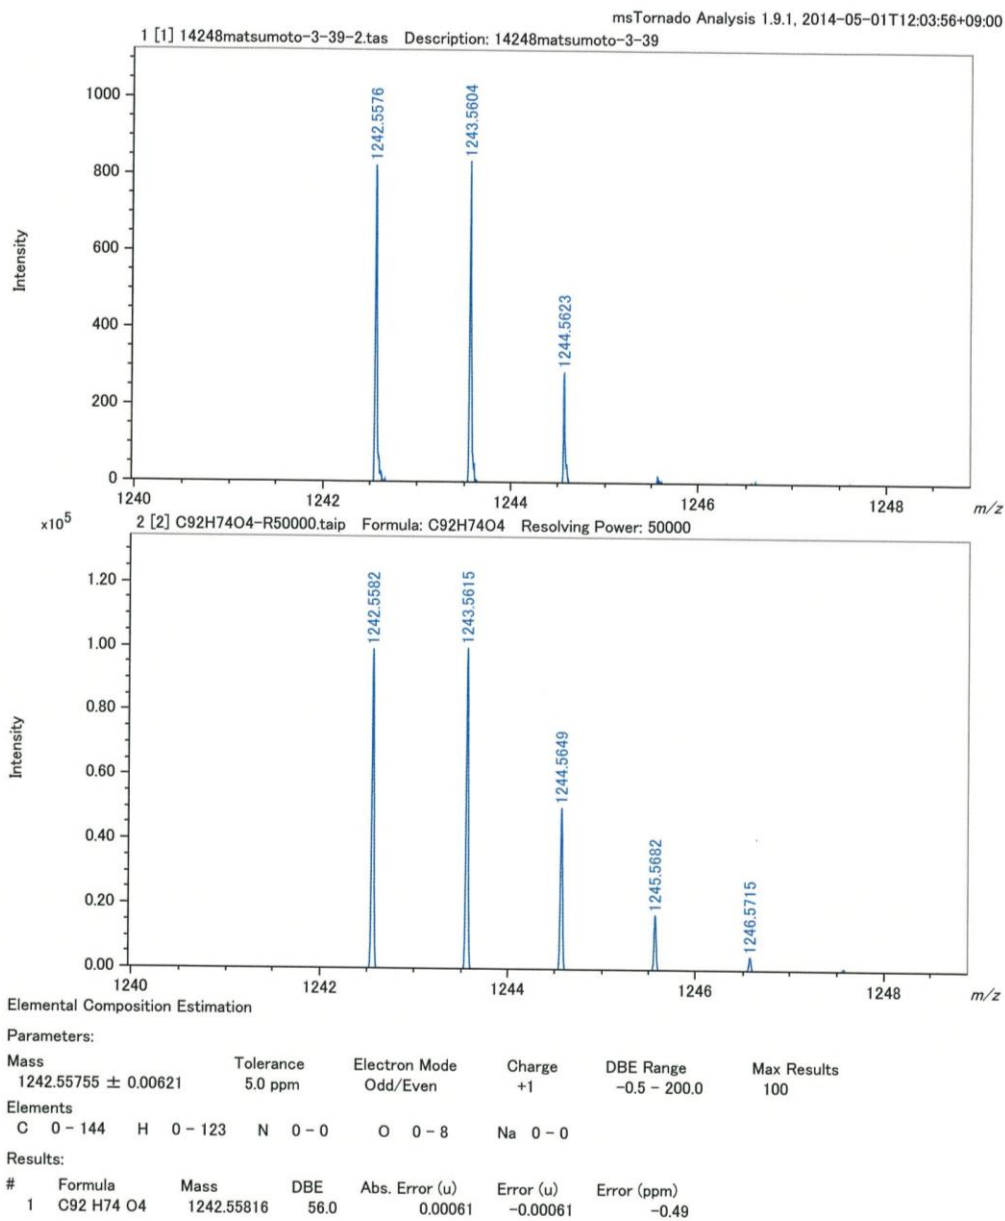 msTornado Analysis 1.9.1, 2014-05-01T12:03:56+09:00
1 [1] 14248matsumoto-3-39-2.tas Description: 14248matsumoto-3-39
Intensity
1000
800
600
400
200
0
1242.5576
1243.5604
1244.5623
1240 1242 1244 1246 1248 m/z
x10⁵
2 [2] C92H74O4-R50000.taip Formula: C92H74O4 Resolving Power: 50000
Intensity
1.20
1.00
0.80
0.60
0.40
0.20
0.00
1242.5582
1243.5615
1244.5649
1245.5682
1246.5715
1240 1242 1244 1246 1248 m/z
Elemental Composition Estimation
Parameters:
Mass Tolerance Electron Mode Charge DBE Range Max Results
1242.55755 ± 0.00621 5.0 ppm Odd/Even +1 -0.5 - 200.0 100
Elements
C 0 - 144 H 0 - 123 N 0 - 0 O 0 - 8 Na 0 - 0
Results:
# Formula Mass DBE Abs. Error (u) Error (u) Error (ppm)
1 C92 H74 O4 1242.55816 56.0 0.00061 -0.00061 -0.49